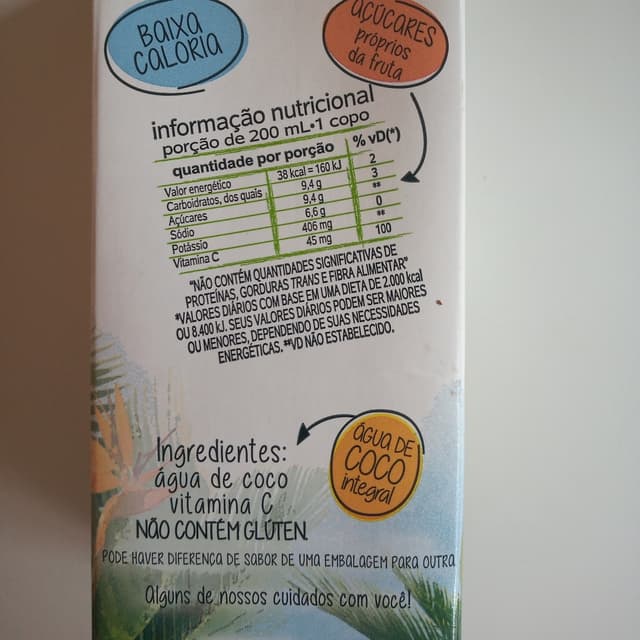 BAIXA
CALORIA
AÇÚCARES
próprios
da fruta
informação nutricional
porção de 200 mL•1 copo
quantidade por porção % VD(*)
Valor energético 38 kcal = 160 kJ 2
Carboidratos, dos quais 9,4 g 3
Açúcares 9,4 g **
Sódio 6,6 g 0
Potássio 406 mg **
Vitamina C 45 mg 100
"NÃO CONTÉM QUANTIDADES SIGNIFICATIVAS DE
PROTEÍNAS, GORDURAS TRANS E FIBRA ALIMENTAR"
*VALORES DIÁRIOS COM BASE EM UMA DIETA DE 2.000 kcal
OU 8.400 kJ. SEUS VALORES DIÁRIOS PODEM SER MAIORES
OU MENORES, DEPENDENDO DE SUAS NECESSIDADES
ENERGÉTICAS. **VD NÃO ESTABELECIDO.
Ingredientes:
água de coco
vitamina C
NÃO CONTÉM GLÚTEN.
ÁGUA DE
COCO
integral
PODE HAVER DIFERENÇA DE SABOR DE UMA EMBALAGEM PARA OUTRA
Alguns de nossos cuidados com você!